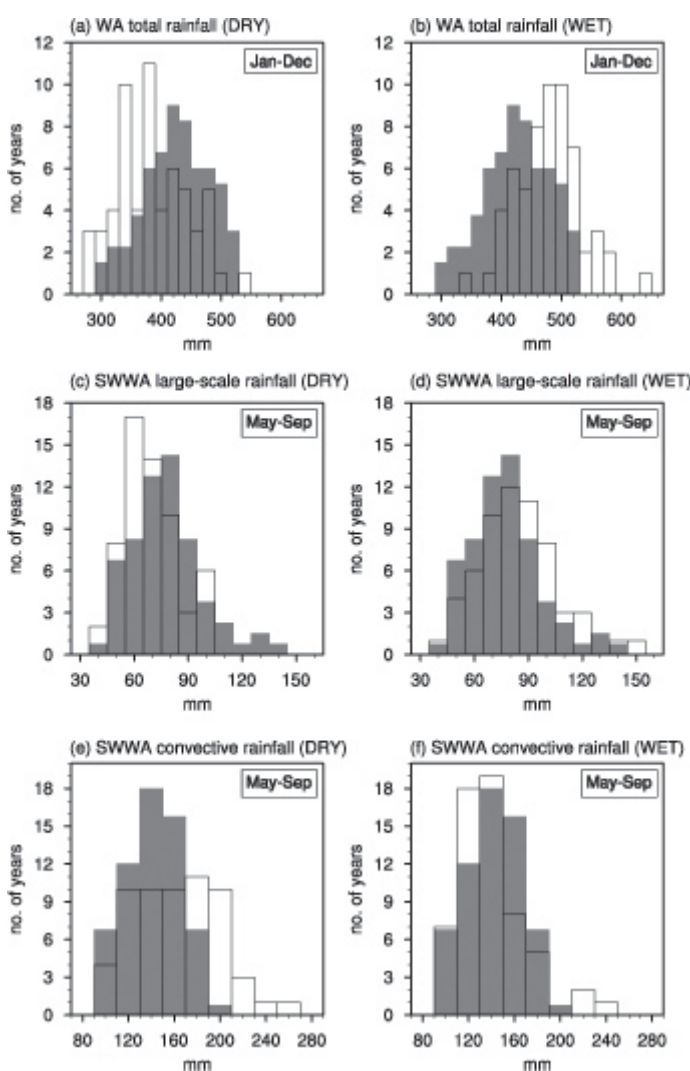 (a) WA total rainfall (DRY)
Jan-Dec
12
10
8
6
4
2
0
no. of years
300 400 500 600
mm
(b) WA total rainfall (WET)
Jan-Dec
12
10
8
6
4
2
0
no. of years
300 400 500 600
mm
(c) SWWA large-scale rainfall (DRY)
May-Sep
18
15
12
9
6
3
0
no. of years
30 60 90 120 150
mm
(d) SWWA large-scale rainfall (WET)
May-Sep
18
15
12
9
6
3
0
no. of years
30 60 90 120 150
mm
(e) SWWA convective rainfall (DRY)
May-Sep
18
15
12
9
6
3
0
no. of years
80 120 160 200 240 280
mm
(f) SWWA convective rainfall (WET)
May-Sep
18
15
12
9
6
3
0
no. of years
80 120 160 200 240 280
mm